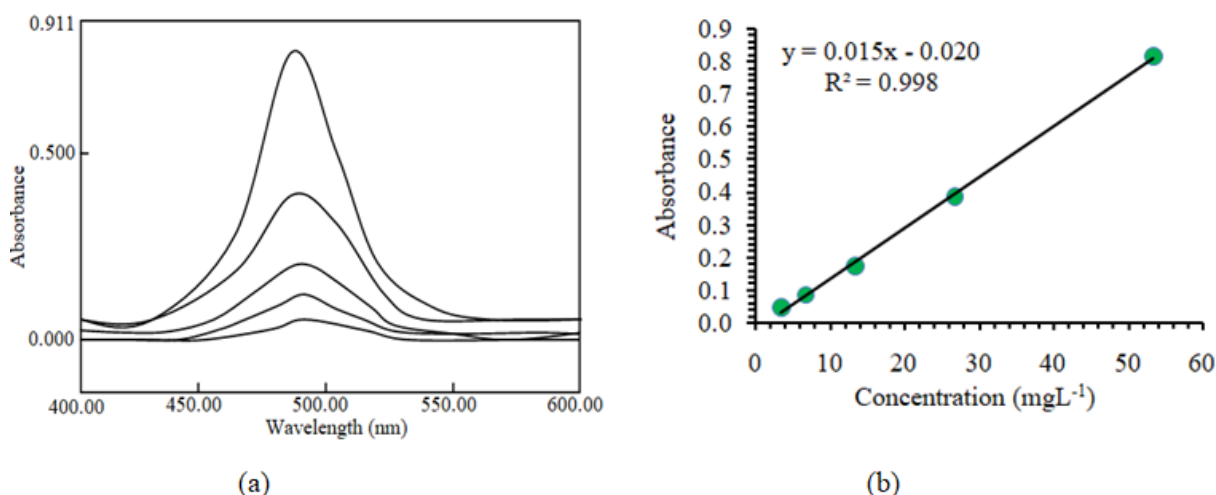 0.911
0.500
0.000
Absorbance
400.00 450.00 500.00 550.00 600.00
Wavelength (nm)
(a)
y = 0.015x - 0.020
R² = 0.998
0.9
0.8
0.7
0.6
0.5
0.4
0.3
0.2
0.1
0.0
Absorbance
0 10 20 30 40 50 60
Concentration (mgL⁻¹)
(b)